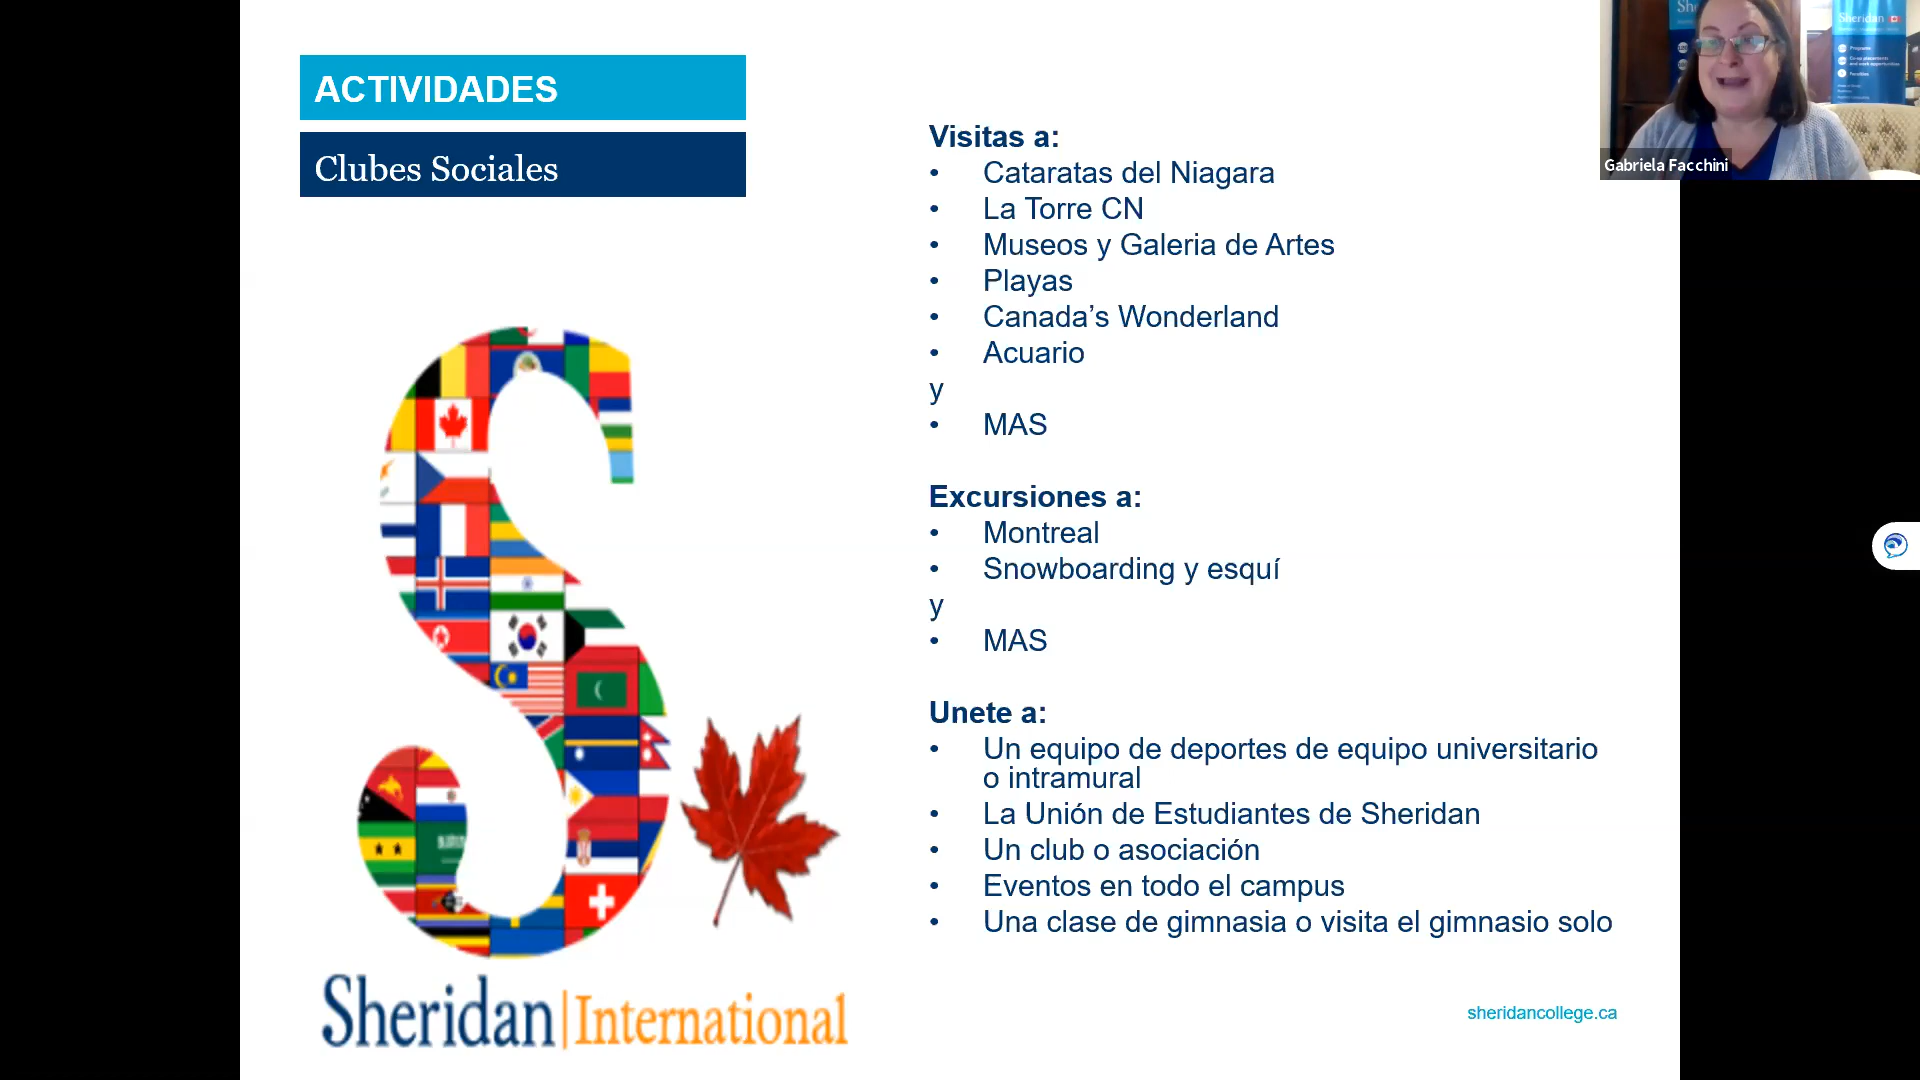 ACTIVIDADES
Clubes Sociales
Visitas a:
• Cataratas del Niagara
• La Torre CN
• Museos y Galeria de Artes
• Playas
• Canada’s Wonderland
• Acuario
y
• MAS
Excursiones a:
• Montreal
• Snowboarding y esquí
y
• MAS
Unete a:
• Un equipo de deportes de equipo universitario
o intramural
• La Unión de Estudiantes de Sheridan
• Un club o asociación
• Eventos en todo el campus
• Una clase de gimnasia o visita el gimnasio solo
Sheridan|International
sheridancollege.ca
Sheridan
Programs
Facilities
Gabriela Facchini